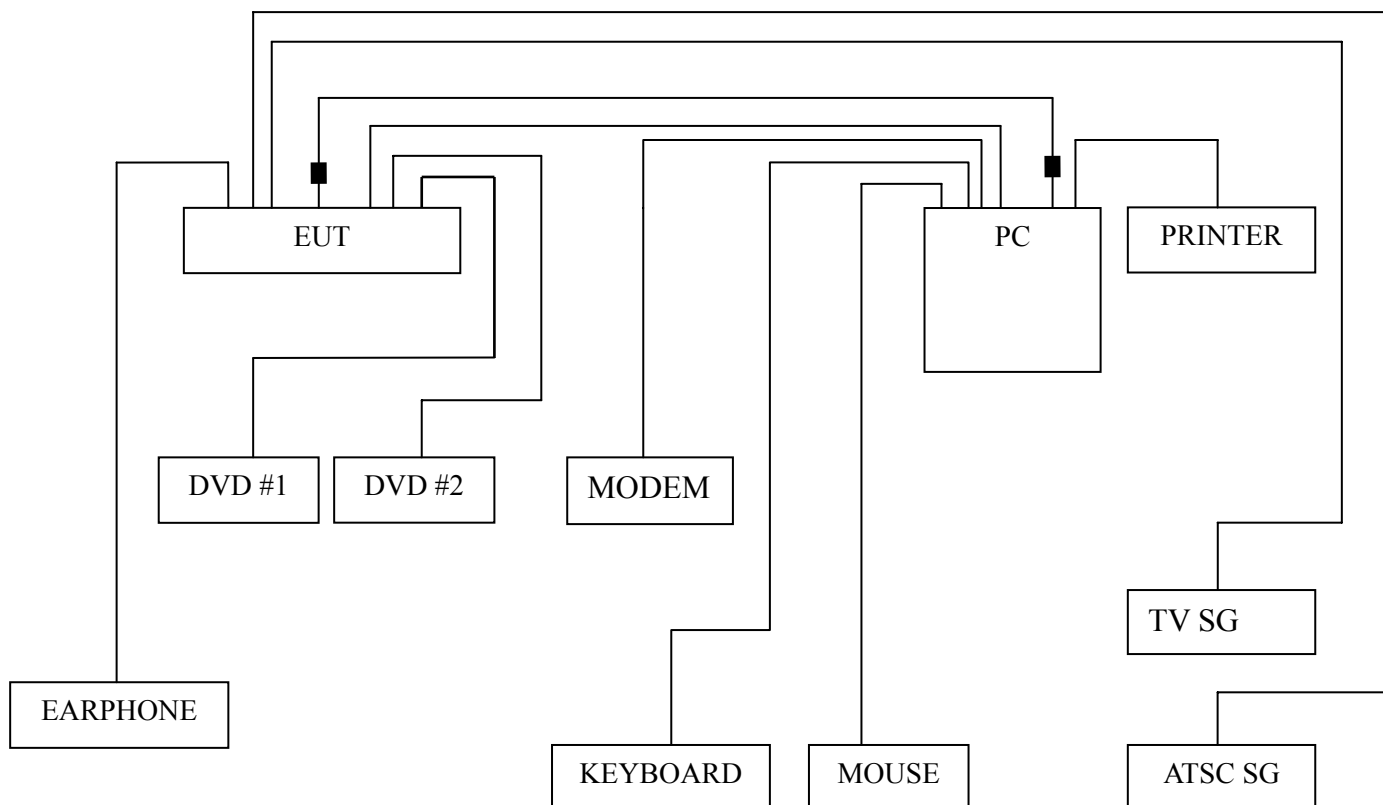 EUT
PC
PRINTER
DVD #1
DVD #2
MODEM
TV SG
EARPHONE
KEYBOARD
MOUSE
ATSC SG